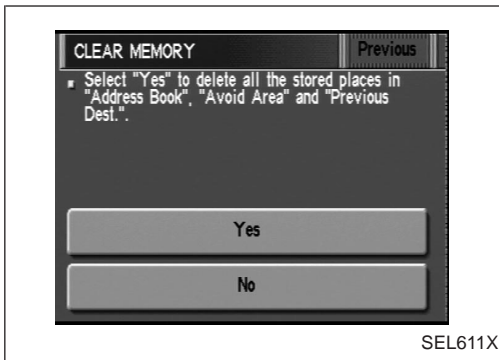 CLEAR MEMORY
Previous
Select "Yes" to delete all the stored places in
"Address Book", "Avoid Area" and "Previous
Dest.".
Yes
No
SEL611X